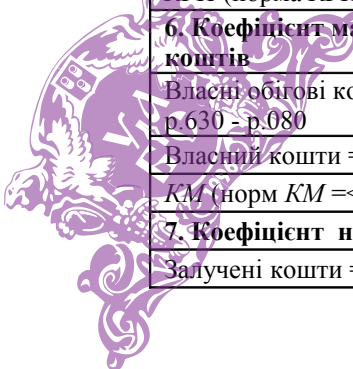 6. Коефіцієнт ма
коштів
Власні обігові ко
р.630 - р.080
Власний кошти =
КМ (норм КМ =<
7. Коефіцієнт н
Залучені кошти =